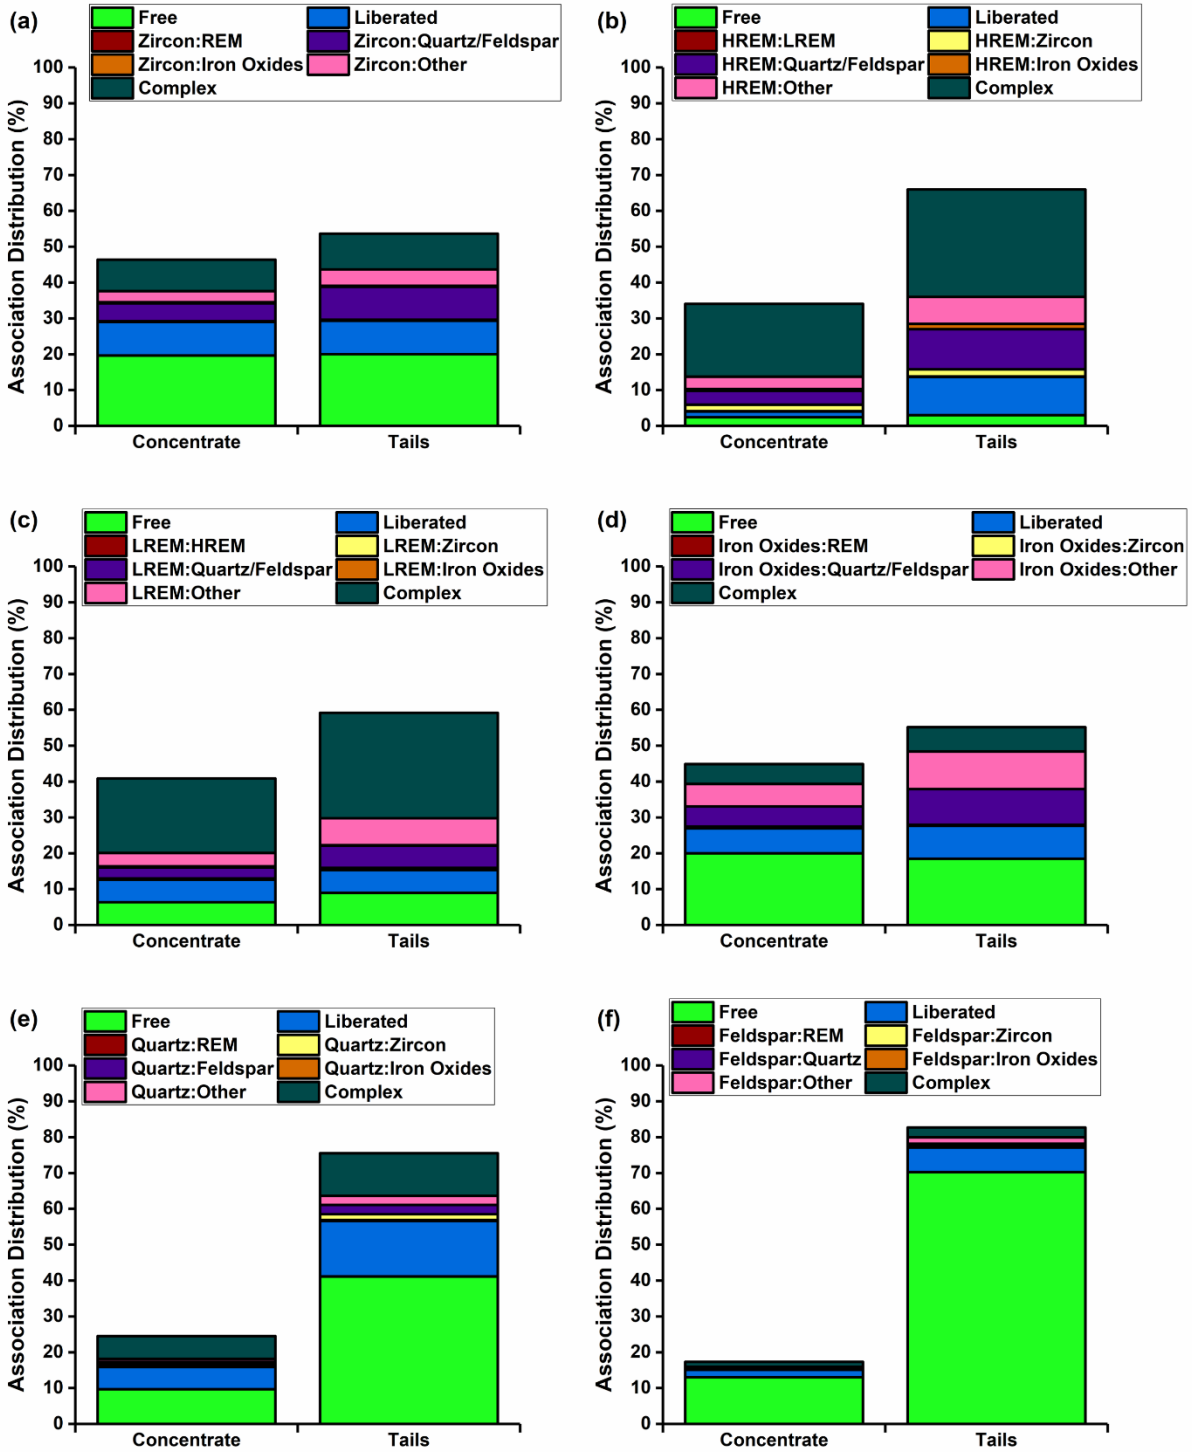 (a)
Free Liberated
Zircon:REM Zircon:Quartz/Feldspar
Zircon:Iron Oxides Zircon:Other
Complex
Association Distribution (%)
100
90
80
70
60
50
40
30
20
10
0
Concentrate Tails
(b)
Free Liberated
HREM:LREM HREM:Zircon
HREM:Quartz/Feldspar HREM:Iron Oxides
HREM:Other Complex
Association Distribution (%)
100
90
80
70
60
50
40
30
20
10
0
Concentrate Tails
(c)
Free Liberated
LREM:HREM LREM:Zircon
LREM:Quartz/Feldspar LREM:Iron Oxides
LREM:Other Complex
Association Distribution (%)
100
90
80
70
60
50
40
30
20
10
0
Concentrate Tails
(d)
Free Liberated
Iron Oxides:REM Iron Oxides:Zircon
Iron Oxides:Quartz/Feldspar Iron Oxides:Other
Complex
Association Distribution (%)
100
90
80
70
60
50
40
30
20
10
0
Concentrate Tails
(e)
Free Liberated
Quartz:REM Quartz:Zircon
Quartz:Feldspar Quartz:Iron Oxides
Quartz:Other Complex
Association Distribution (%)
100
90
80
70
60
50
40
30
20
10
0
Concentrate Tails
(f)
Free Liberated
Feldspar:REM Feldspar:Zircon
Feldspar:Quartz Feldspar:Iron Oxides
Feldspar:Other Complex
Association Distribution (%)
100
90
80
70
60
50
40
30
20
10
0
Concentrate Tails